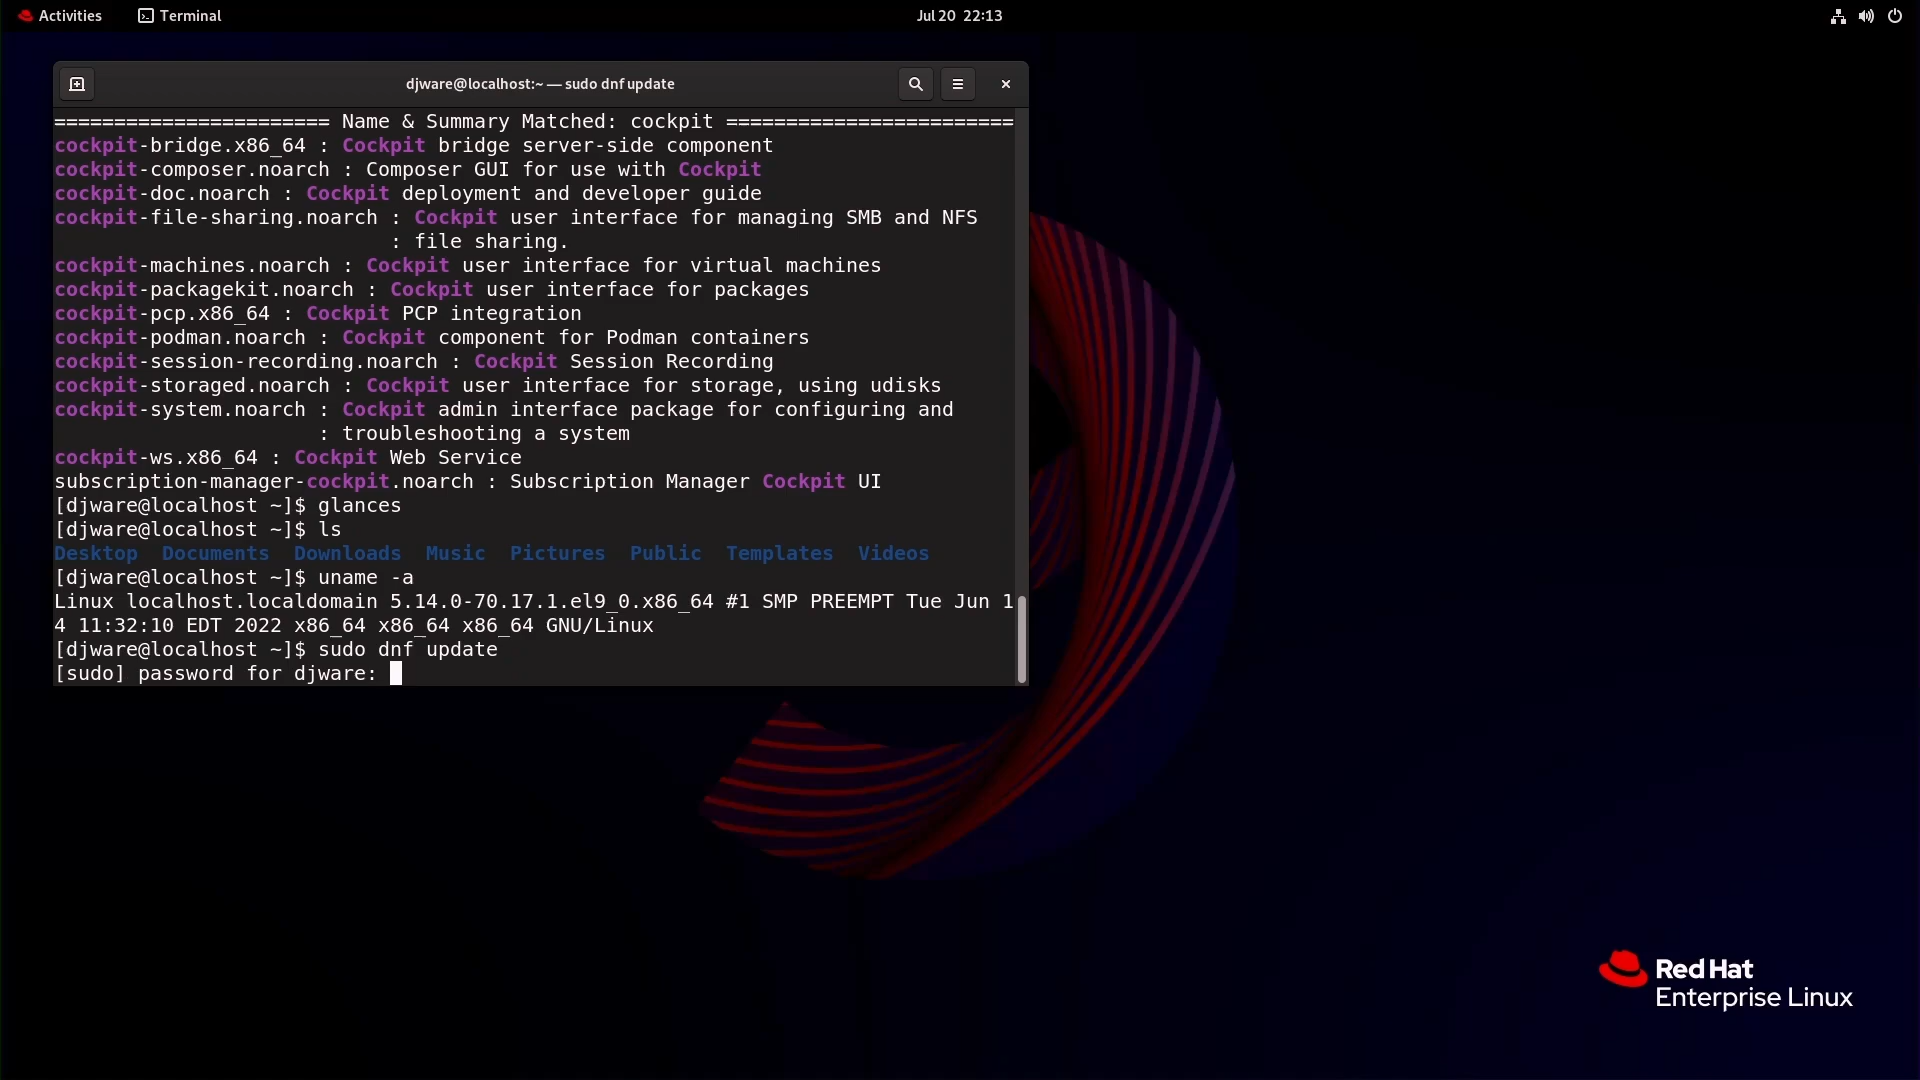 Activities Terminal Jul 20 22:13
djware@localhost:~ — sudo dnf update
======================= Name & Summary Matched: cockpit ========================
cockpit-bridge.x86_64 : Cockpit bridge server-side component
cockpit-composer.noarch : Composer GUI for use with Cockpit
cockpit-doc.noarch : Cockpit deployment and developer guide
cockpit-file-sharing.noarch : Cockpit user interface for managing SMB and NFS
                            : file sharing.
cockpit-machines.noarch : Cockpit user interface for virtual machines
cockpit-packagekit.noarch : Cockpit user interface for packages
cockpit-pcp.x86_64 : Cockpit PCP integration
cockpit-podman.noarch : Cockpit component for Podman containers
cockpit-session-recording.noarch : Cockpit Session Recording
cockpit-storaged.noarch : Cockpit user interface for storage, using udisks
cockpit-system.noarch : Cockpit admin interface package for configuring and
                      : troubleshooting a system
cockpit-ws.x86_64 : Cockpit Web Service
subscription-manager-cockpit.noarch : Subscription Manager Cockpit UI
[djware@localhost ~]$ glances
[djware@localhost ~]$ ls
Desktop  Documents  Downloads  Music  Pictures  Public  Templates  Videos
[djware@localhost ~]$ uname -a
Linux localhost.localdomain 5.14.0-70.17.1.el9_0.x86_64 #1 SMP PREEMPT Tue Jun 1
4 11:32:10 EDT 2022 x86_64 x86_64 x86_64 GNU/Linux
[djware@localhost ~]$ sudo dnf update
[sudo] password for djware:
Red Hat
Enterprise Linux